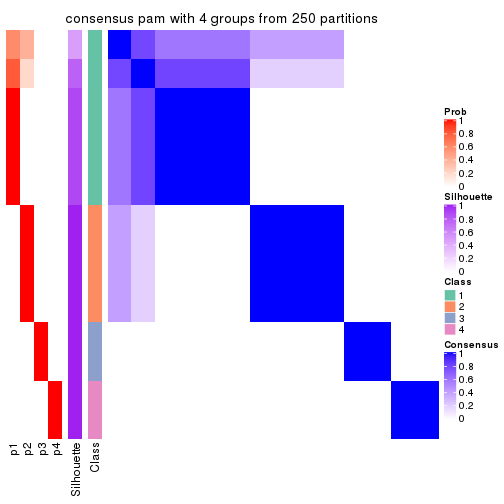 consensus pam with 4 groups from 250 partitions
Prob
1
0.8
0.6
0.4
0.2
0
Silhouette
1
0.8
0.6
0.4
0.2
0
Class
1
2
3
4
Consensus
1
0.8
0.6
0.4
0.2
0
p1
p2
p3
p4
Silhouette
Class